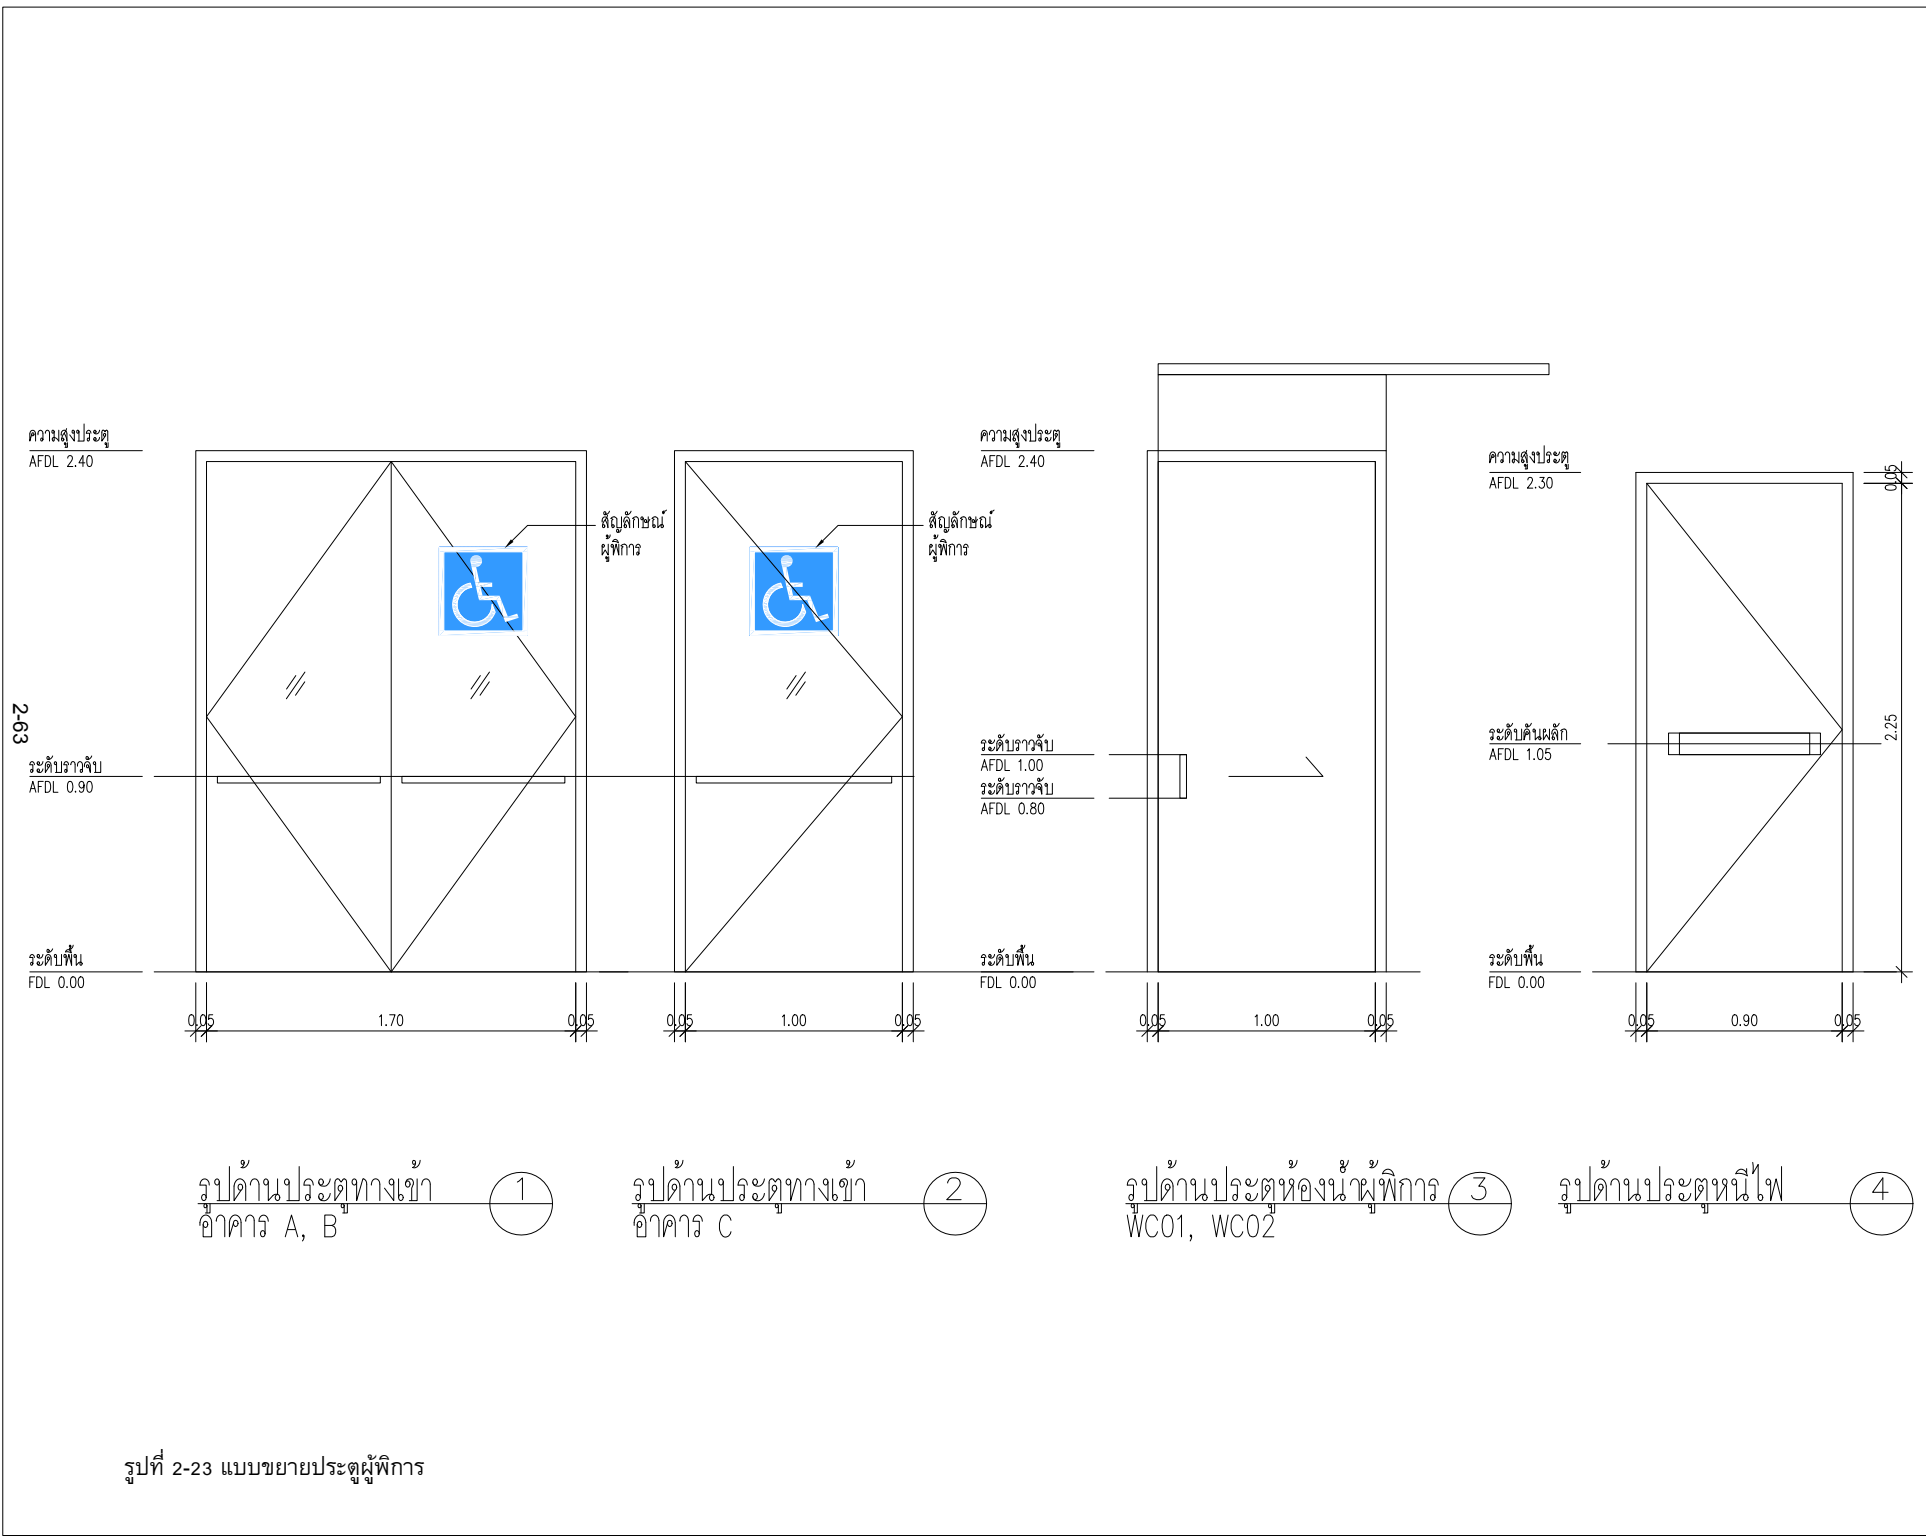 ความสูงประตู
AFDL 2.40
สัญลักษณ์
ผู้พิการ
ระดับราวจับ
AFDL 0.90
ระดับพื้น
FDL 0.00
0.05
1.70
0.05
รูปด้านประตูทางเข้า
อาคาร A, B
1
สัญลักษณ์
ผู้พิการ
0.05
1.00
0.05
รูปด้านประตูทางเข้า
อาคาร C
2
ความสูงประตู
AFDL 2.40
ระดับราวจับ
AFDL 1.00
ระดับราวจับ
AFDL 0.80
ระดับพื้น
FDL 0.00
0.05
1.00
0.05
รูปด้านประตูห้องน้ำผู้พิการ
WC01, WC02
3
ความสูงประตู
AFDL 2.30
0.05
2.25
ระดับคันผลัก
AFDL 1.05
ระดับพื้น
FDL 0.00
0.05
0.90
0.05
รูปด้านประตูหนีไฟ
4
2-63
รูปที่ 2-23 แบบขยายประตูผู้พิการ